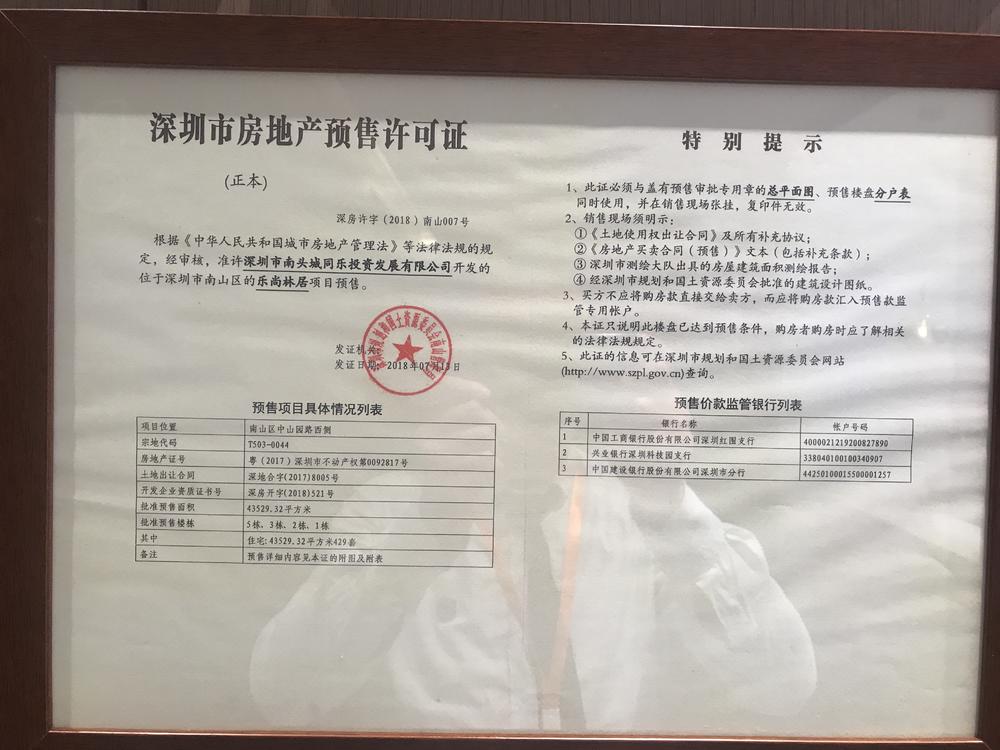 深圳市房地产预售许可证
(正本)
深房许字（2018）南山007号
根据《中华人民共和国城市房地产管理法》等法律法规的规
定，经审核，准许深圳市南头城同乐投资发展有限公司开发的
位于深圳市南山区的乐尚林居项目预售。
发证机关:
发证日期: 2018年07月13日
预售项目具体情况列表
项目位置 南山区中山园路西侧
宗地代码 T503-0044
房地产证号 粤（2017）深圳市不动产权第0092817号
土地出让合同 深地合字(2017)8005号
开发企业资质证书号 深房开字(2018)521号
批准预售面积 43529.32平方米
批准预售楼栋 5栋、3栋、2栋、1栋
其中 住宅:43529.32平方米429套
备注 预售详细内容见本证的附图及附表
特别提示
1、此证必须与盖有预售审批专用章的总平面图、预售楼盘分户表
同时使用，并在销售现场张挂，复印件无效。
2、销售现场须明示：
①《土地使用权出让合同》及所有补充协议；
②《房地产买卖合同（预售）》文本（包括补充条款）；
③深圳市测绘大队出具的房屋建筑面积测绘报告；
④经深圳市规划和国土资源委员会批准的建筑设计图纸。
3、买方不应将购房款直接交给卖方，而应将购房款汇入预售款监
管专用帐户。
4、本证只说明此楼盘已达到预售条件，购房者购房时应了解相关
的法律法规规定。
5、此证的信息可在深圳市规划和国土资源委员会网站
(http://www.szpl.gov.cn)查询。
预售价款监管银行列表
序号 银行名称 帐户号码
1 中国工商银行股份有限公司深圳红围支行 4000021219200827890
2 兴业银行深圳科技园支行 338040100100340907
3 中国建设银行股份有限公司深圳市分行 44250100015500001257